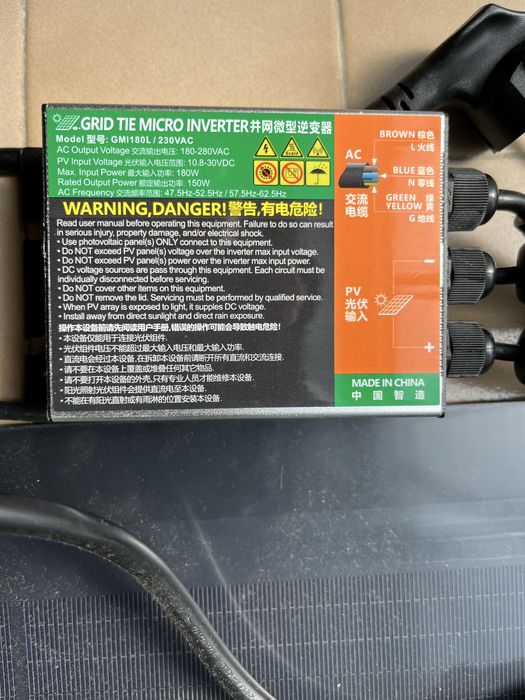 GRID TIE MICRO INVERTER 并网微型逆变器
Model 型号: GMI180L / 230VAC
AC Output Voltage 交流输出电压: 180-280VAC
PV Input Voltage 光伏输入电压范围: 10.8-30VDC
Max. Input Power 最大输入功率: 180W
Rated Output Power 额定输出功率: 150W
AC Frequency 交流频率范围: 47.5Hz-52.5Hz / 57.5Hz-62.5Hz
WARNING,DANGER! 警告,有电危险!
Read user manual before operating this equipment. Failure to do so can result
in serious injury, property damage, and/or electrical shock.
• Use photovoltaic panel(s) ONLY connect to this equipment.
• Do NOT exceed PV panel(s) voltage over the inverter max input voltage.
• Do NOT exceed PV panel(s) power over the inverter max input power.
• DC voltage sources are pass through this equipment. Each circuit must be
individually disconnected before servicing.
• Do NOT cover other items on this equipment.
• Do NOT remove the lid. Servicing must be performed by qualified service.
• When PV array is exposed to light, it supples DC voltage.
• Install away from direct sunlight and direct rain exposure.
操作本设备前请先阅读用户手册,错误的操作可能会导致触电危险!
• 本设备仅能用于连接光伏组件.
• 光伏组件电压不能超过最大输入电压和最大输入功率.
• 直流电会经过本设备,在拆卸本设备前请断开所有直流和交流连接.
• 请不要在本设备上覆盖或堆叠任何其它物品.
• 请不要打开本设备的外壳,只有专业人员才能维修本设备.
• 阳光照射光伏组件会提供直流电至本设备.
• 不能在有阳光直射或有雨淋的位置安装本设备.
BROWN 棕色
L 火线
AC
BLUE 蓝色
N 零线
交流
电缆
GREEN 绿
YELLOW 黄
G 地线
PV
光伏
输入
−
+
MADE IN CHINA
中国智造